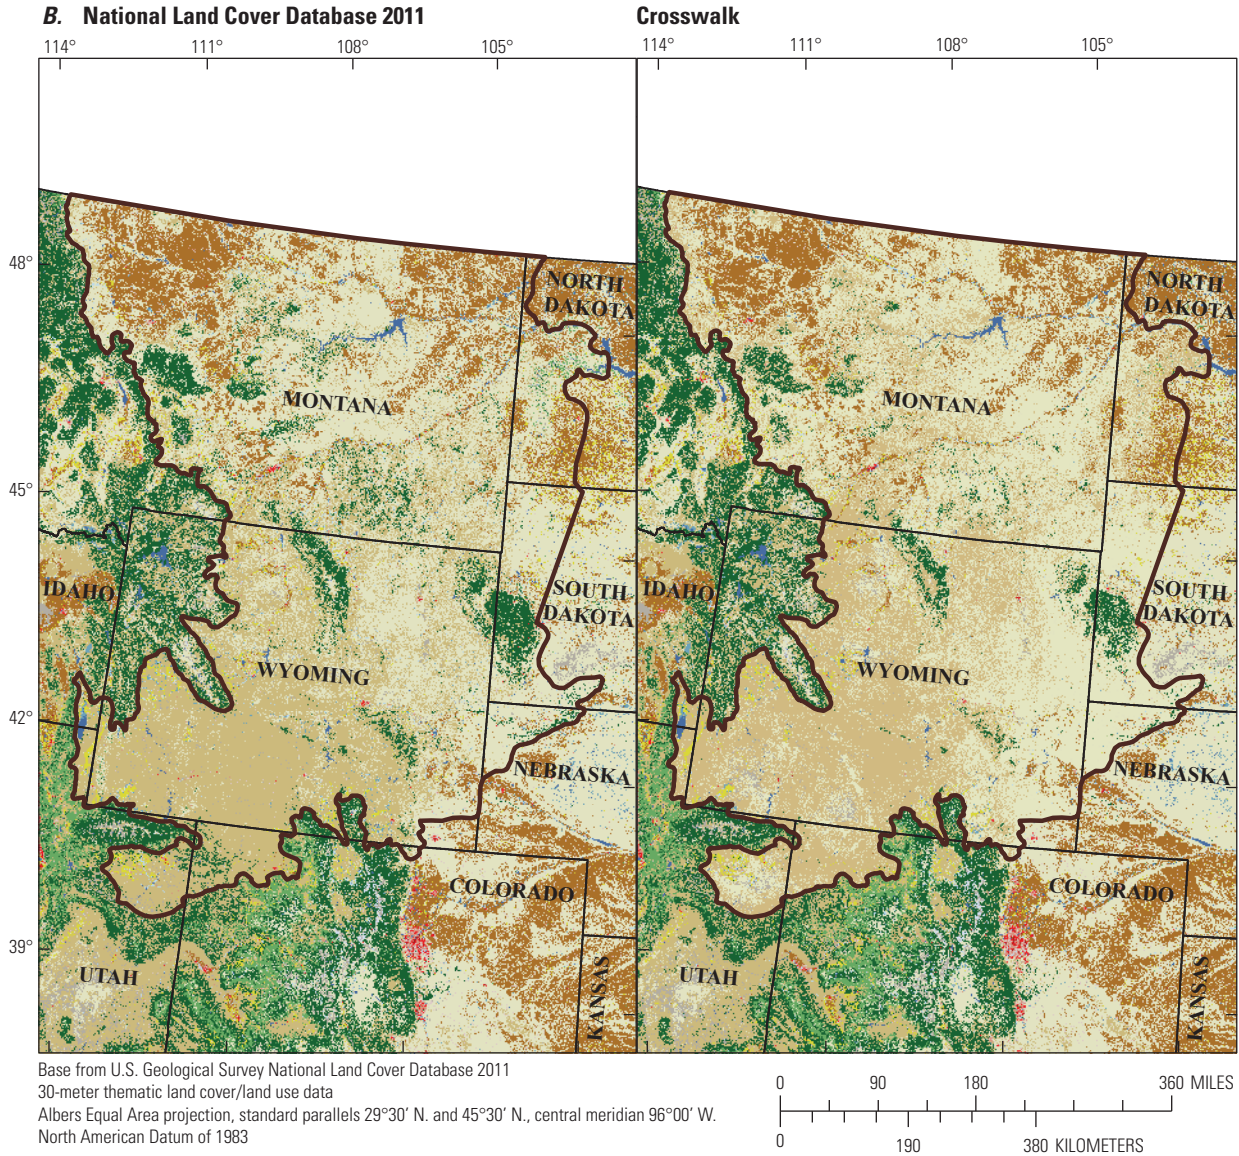 B. National Land Cover Database 2011
Crosswalk
114° 111° 108° 105°
114° 111° 108° 105°
48°
45°
42°
39°
NORTH
DAKOTA
MONTANA
IDAHO
SOUTH
DAKOTA
WYOMING
NEBRASKA
COLORADO
UTAH
KANSAS
NORTH
DAKOTA
MONTANA
IDAHO
SOUTH
DAKOTA
WYOMING
NEBRASKA
COLORADO
UTAH
KANSAS
Base from U.S. Geological Survey National Land Cover Database 2011
30-meter thematic land cover/land use data
Albers Equal Area projection, standard parallels 29°30′ N. and 45°30′ N., central meridian 96°00′ W.
North American Datum of 1983
0 90 180 360 MILES
0 190 380 KILOMETERS